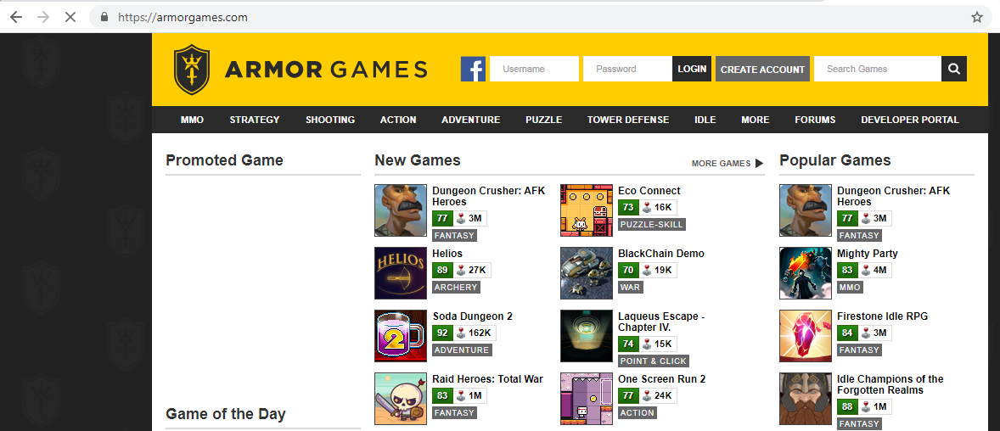 https://armorgames.com
ARMOR GAMES
Username
Password
LOGIN
CREATE ACCOUNT
Search Games
MMO STRATEGY SHOOTING ACTION ADVENTURE PUZZLE TOWER DEFENSE IDLE MORE FORUMS DEVELOPER PORTAL
Promoted Game
Game of the Day
New Games
MORE GAMES
Dungeon Crusher: AFK
Heroes
77 3M
FANTASY
HELIOS
Helios
89 27K
ARCHERY
2
Soda Dungeon 2
92 162K
ADVENTURE
Raid Heroes: Total War
83 1M
FANTASY
Eco Connect
73 16K
PUZZLE-SKILL
BlackChain Demo
70 19K
WAR
Laqueus Escape -
Chapter IV.
74 15K
POINT & CLICK
One Screen Run 2
77 24K
ACTION
Popular Games
Dungeon Crusher: AFK
Heroes
77 3M
FANTASY
Mighty Party
83 4M
MMO
Firestone Idle RPG
84 3M
FANTASY
Idle Champions of the
Forgotten Realms
88 1M
FANTASY